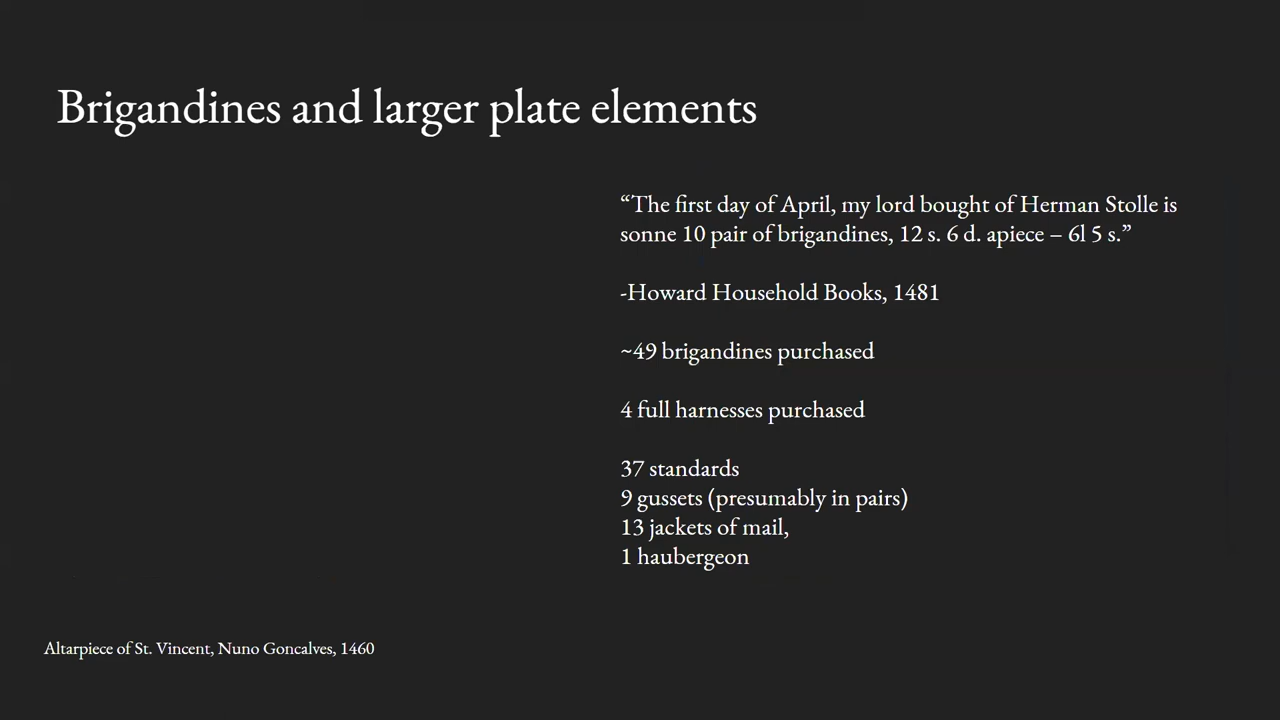 Brigandines and larger plate elements
“The first day of April, my lord bought of Herman Stolle is
sonne 10 pair of brigandines, 12 s. 6 d. apiece – 6l 5 s.”
-Howard Household Books, 1481
~49 brigandines purchased
4 full harnesses purchased
37 standards
9 gussets (presumably in pairs)
13 jackets of mail,
1 haubergeon
Altarpiece of St. Vincent, Nuno Goncalves, 1460